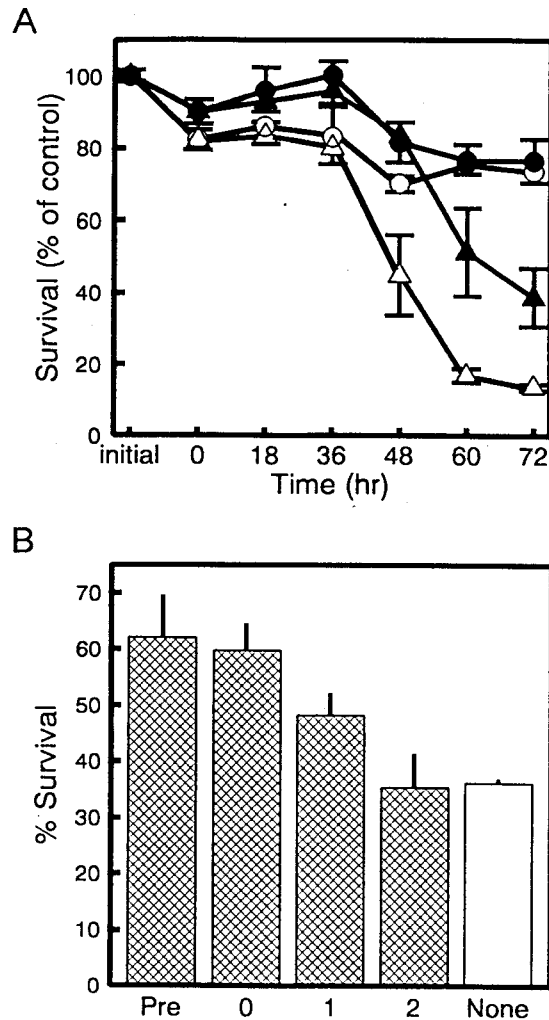 A
Survival (% of control)
100
80
60
40
20
0
initial 0 18 36 48 60 72
Time (hr)
B
% Survival
70
60
50
40
30
20
10
0
Pre 0 1 2 None